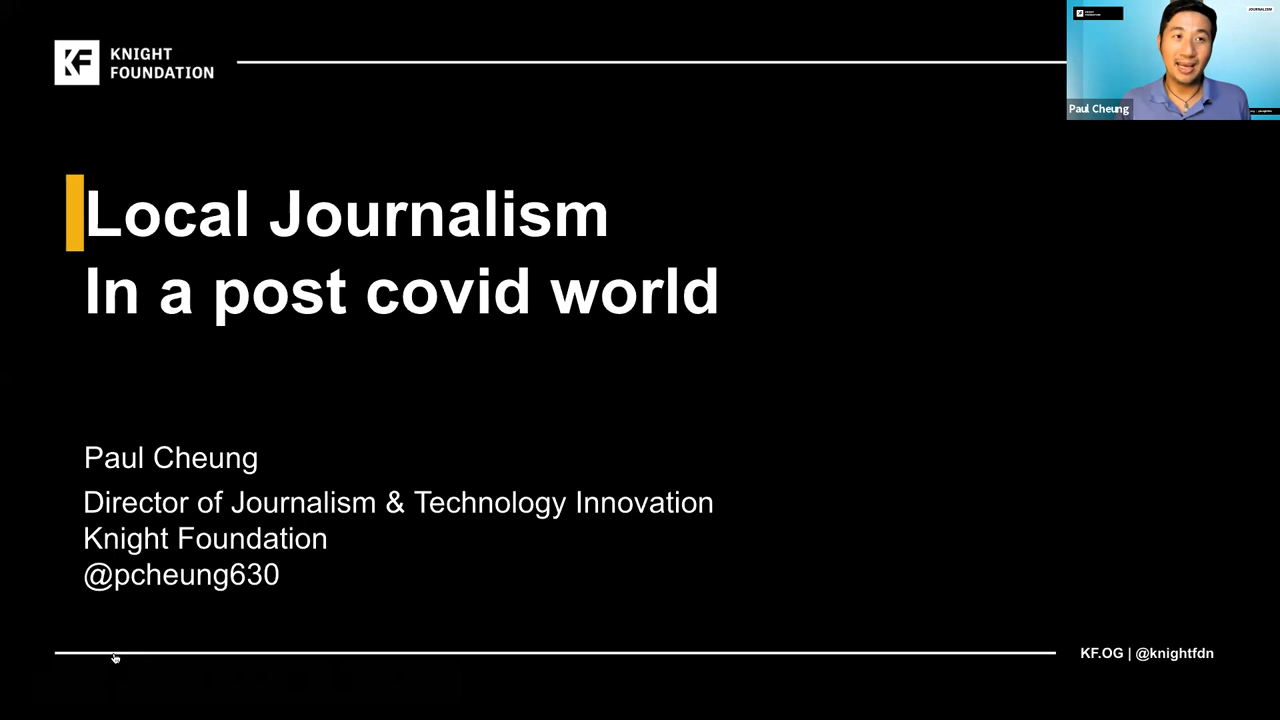 KNIGHT
FOUNDATION
JOURNALISM
Paul Cheung
Local Journalism
In a post covid world
Paul Cheung
Director of Journalism & Technology Innovation
Knight Foundation
@pcheung630
KF.OG | @knightfdn